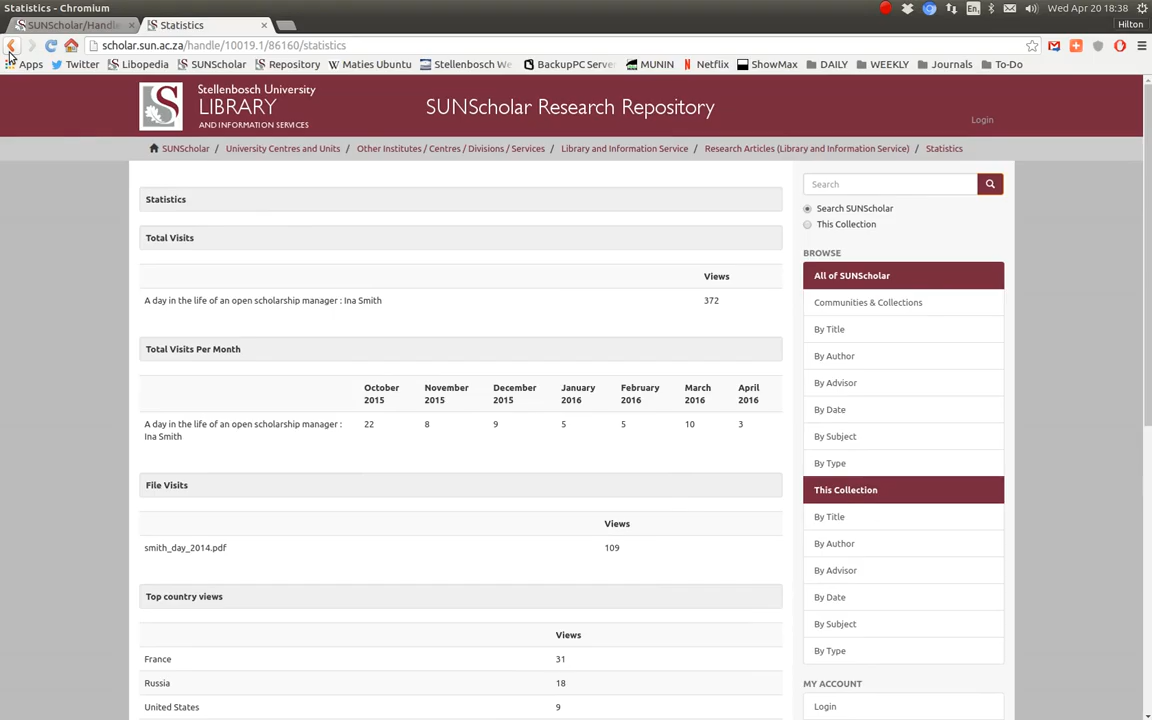 Statistics - Chromium
En
Wed Apr 20 18:38
SUNScholar/Handle
Statistics
Hilton
scholar.sun.ac.za/handle/10019.1/86160/statistics
Apps Twitter Libopedia SUNScholar Repository Maties Ubuntu Stellenbosch We BackupPC Server MUNIN Netflix ShowMax DAILY WEEKLY Journals To-Do
Stellenbosch University
LIBRARY
AND INFORMATION SERVICES
SUNScholar Research Repository
Login
SUNScholar / University Centres and Units / Other Institutes / Centres / Divisions / Services / Library and Information Service / Research Articles (Library and Information Service) / Statistics
Statistics
Total Visits
Views
A day in the life of an open scholarship manager : Ina Smith 372
Total Visits Per Month
October 2015 November 2015 December 2015 January 2016 February 2016 March 2016 April 2016
A day in the life of an open scholarship manager : 22 8 9 5 5 10 3
Ina Smith
File Visits
Views
smith_day_2014.pdf 109
Top country views
Views
France 31
Russia 18
United States 9
Search
Search SUNScholar
This Collection
BROWSE
All of SUNScholar
Communities & Collections
By Title
By Author
By Advisor
By Date
By Subject
By Type
This Collection
By Title
By Author
By Advisor
By Date
By Subject
By Type
MY ACCOUNT
Login